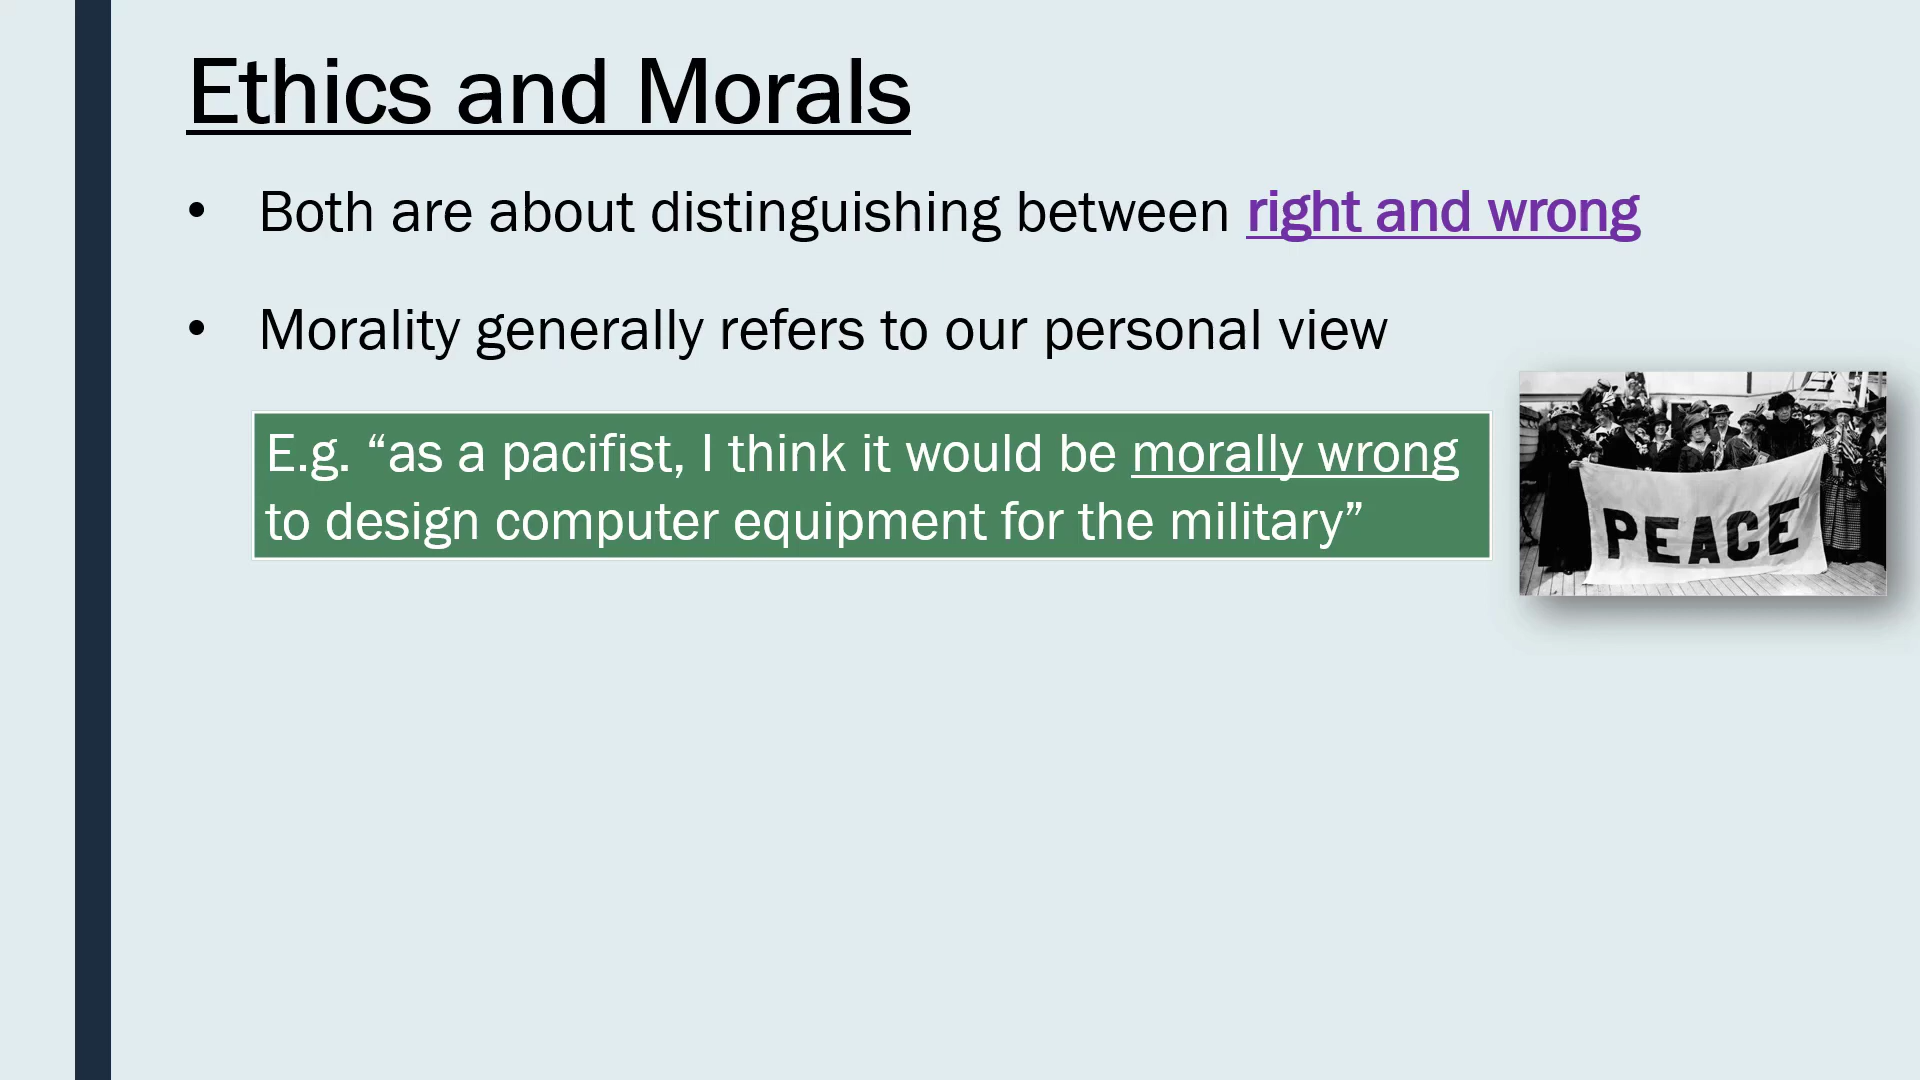 Ethics and Morals
• Both are about distinguishing between right and wrong
• Morality generally refers to our personal view
E.g. “as a pacifist, I think it would be morally wrong
to design computer equipment for the military”
PEACE